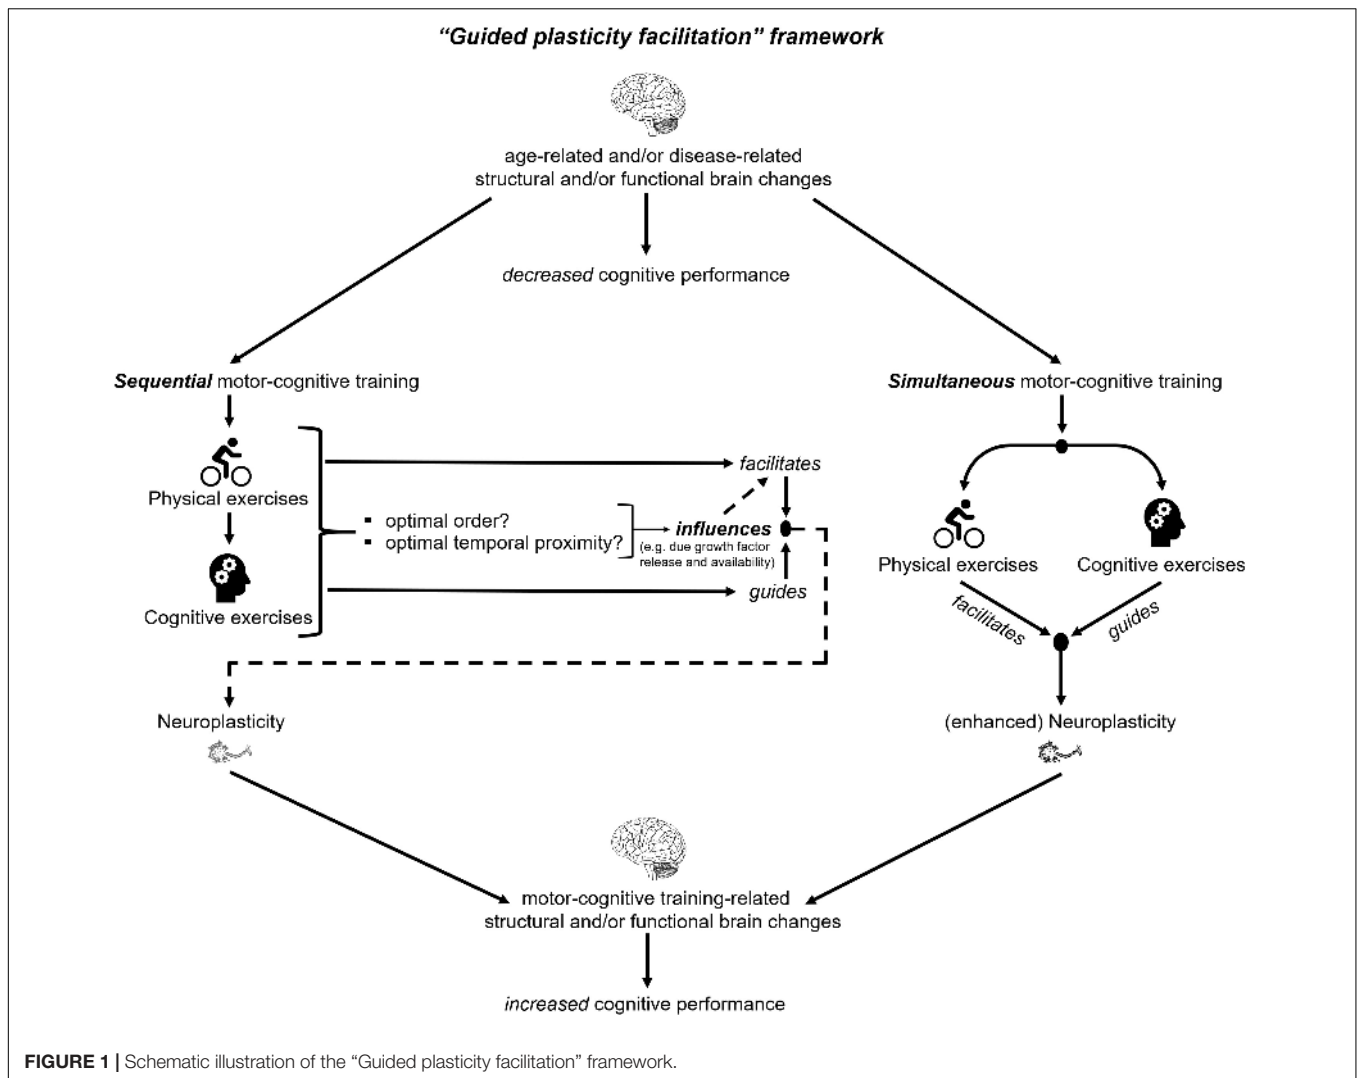 “Guided plasticity facilitation” framework
age-related and/or disease-related
structural and/or functional brain changes
decreased cognitive performance
Sequential motor-cognitive training
Physical exercises
Cognitive exercises
▪ optimal order?
▪ optimal temporal proximity?
facilitates
influences
(e.g. due growth factor
release and availability)
guides
Neuroplasticity
Simultaneous motor-cognitive training
Physical exercises
Cognitive exercises
facilitates
guides
(enhanced) Neuroplasticity
motor-cognitive training-related
structural and/or functional brain changes
increased cognitive performance
FIGURE 1 | Schematic illustration of the “Guided plasticity facilitation” framework.